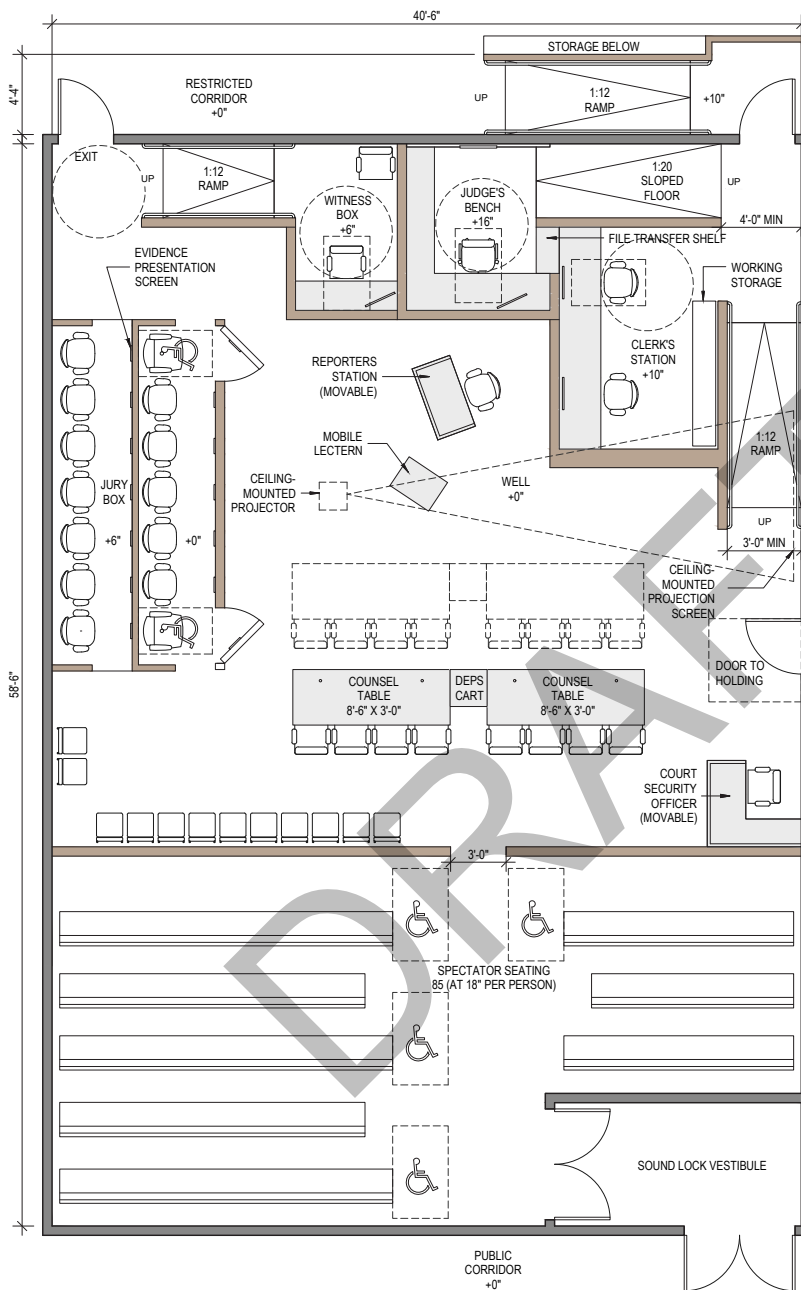 40'-6"
STORAGE BELOW
4'-4"
RESTRICTED
CORRIDOR
+0"
UP
1:12
RAMP
+10"
EXIT
UP
1:12
RAMP
WITNESS
BOX
+6"
JUDGE'S
BENCH
+16"
1:20
SLOPED
FLOOR
UP
4'-0" MIN
FILE TRANSFER SHELF
EVIDENCE
PRESENTATION
SCREEN
WORKING
STORAGE
CLERK'S
STATION
+10"
REPORTERS
STATION
(MOVABLE)
MOBILE
LECTERN
1:12
RAMP
CEILING-
MOUNTED
PROJECTOR
WELL
+0"
JURY
BOX
+6"
+0"
UP
3'-0" MIN
CEILING-
MOUNTED
PROJECTION
SCREEN
DOOR TO
HOLDING
58'-6"
COUNSEL
TABLE
8'-6" X 3'-0"
DEPS
CART
COUNSEL
TABLE
8'-6" X 3'-0"
COURT
SECURITY
OFFICER
(MOVABLE)
3'-0"
SPECTATOR SEATING
85 (AT 18" PER PERSON)
SOUND LOCK VESTIBULE
PUBLIC
CORRIDOR
+0"
DRAFT